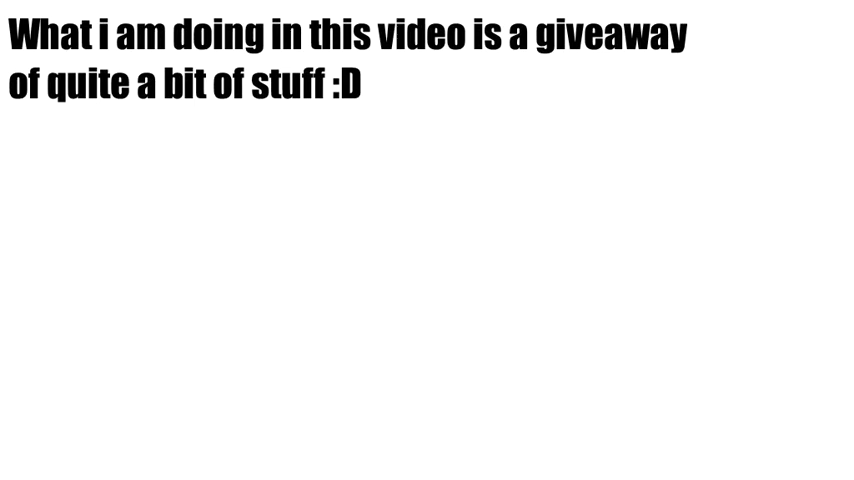 What i am doing in this video is a giveaway
of quite a bit of stuff :D